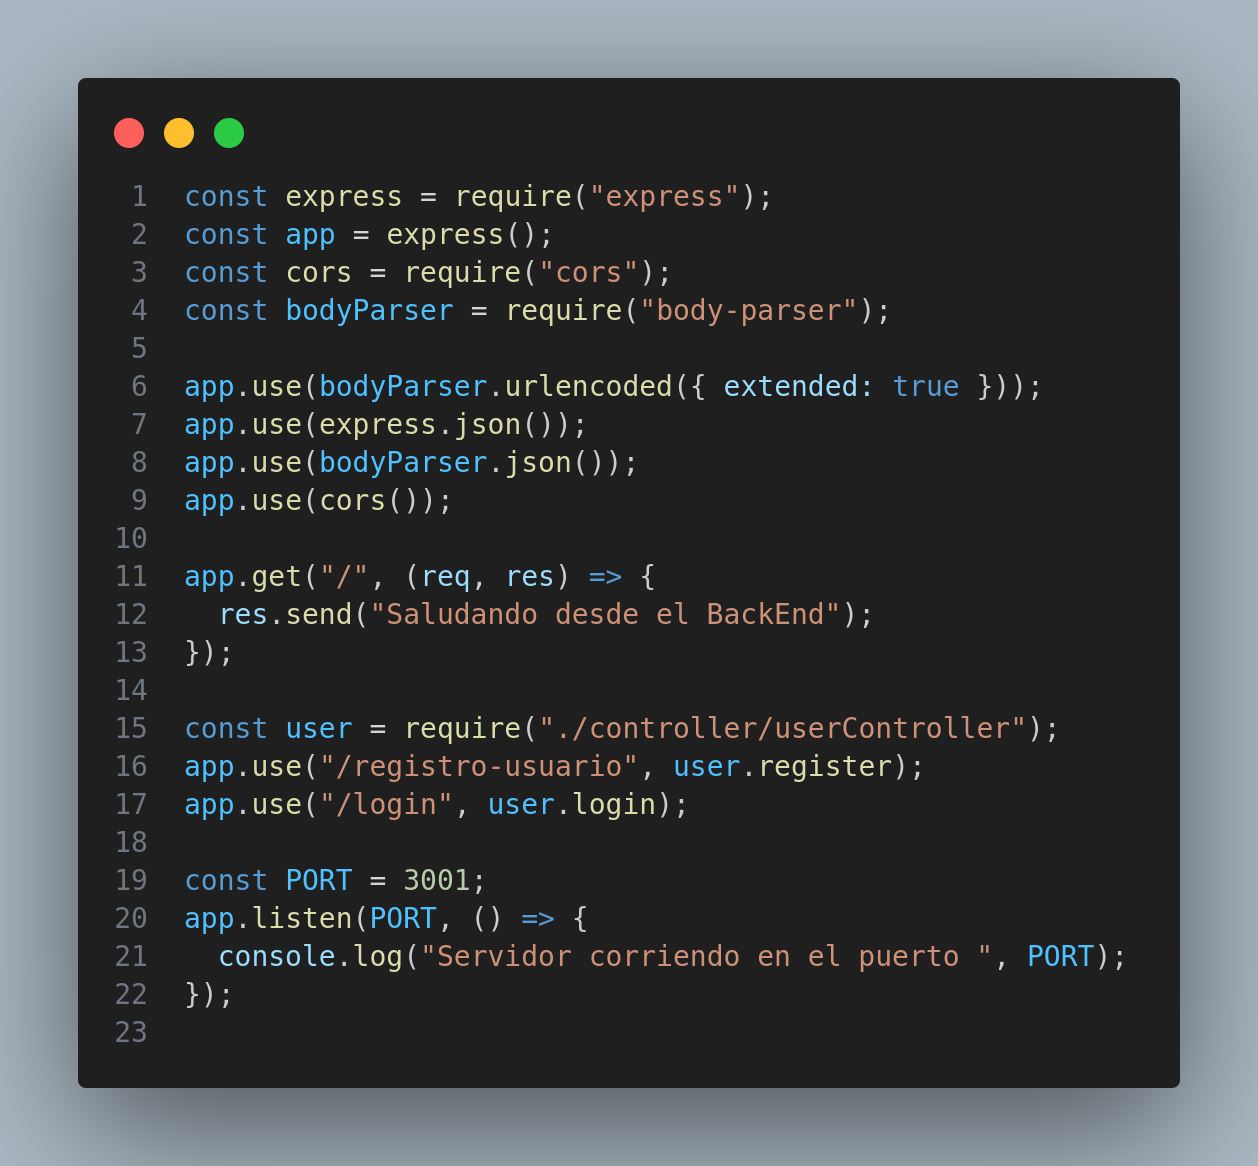 1 const express = require("express");
2 const app = express();
3 const cors = require("cors");
4 const bodyParser = require("body-parser");
5
6 app.use(bodyParser.urlencoded({ extended: true }));
7 app.use(express.json());
8 app.use(bodyParser.json());
9 app.use(cors());
10
11 app.get("/", (req, res) => {
12   res.send("Saludando desde el BackEnd");
13 });
14
15 const user = require("./controller/userController");
16 app.use("/registro-usuario", user.register);
17 app.use("/login", user.login);
18
19 const PORT = 3001;
20 app.listen(PORT, () => {
21   console.log("Servidor corriendo en el puerto ", PORT);
22 });
23